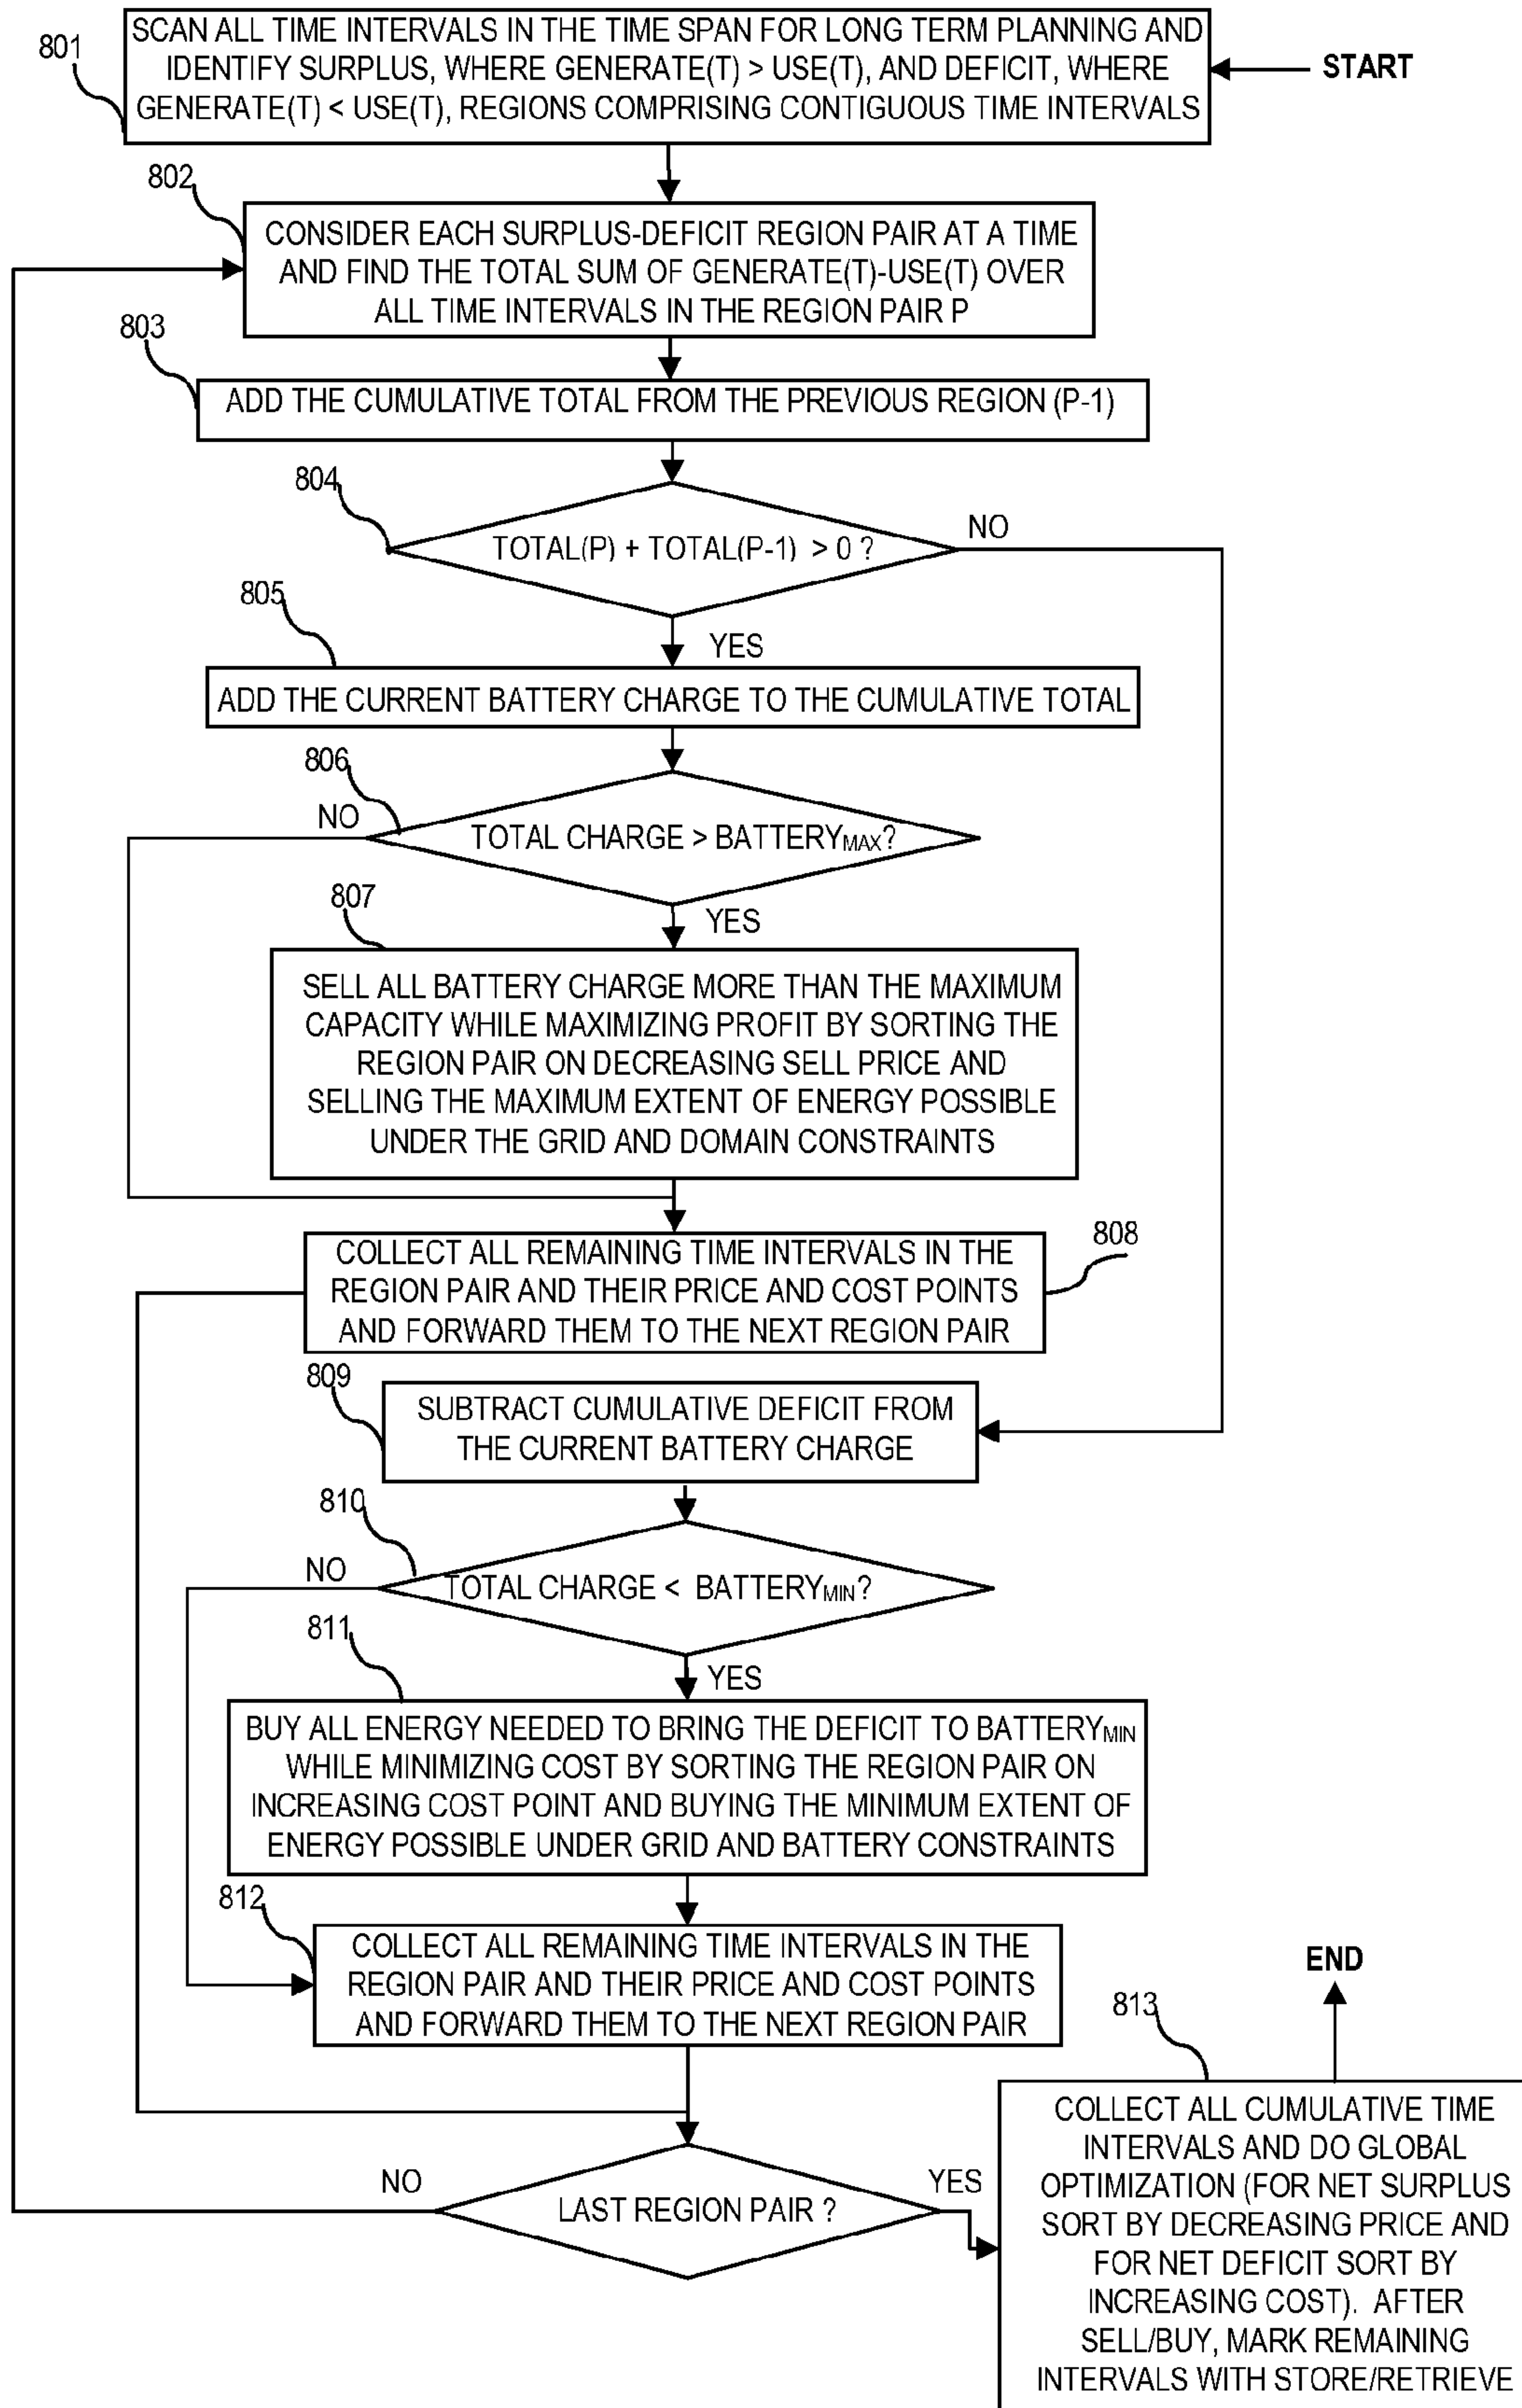 801
SCAN ALL TIME INTERVALS IN THE TIME SPAN FOR LONG TERM PLANNING AND
IDENTIFY SURPLUS, WHERE GENERATE(T) > USE(T), AND DEFICIT, WHERE
GENERATE(T) < USE(T), REGIONS COMPRISING CONTIGUOUS TIME INTERVALS
START
802
CONSIDER EACH SURPLUS-DEFICIT REGION PAIR AT A TIME
AND FIND THE TOTAL SUM OF GENERATE(T)-USE(T) OVER
ALL TIME INTERVALS IN THE REGION PAIR P
803
ADD THE CUMULATIVE TOTAL FROM THE PREVIOUS REGION (P-1)
804
TOTAL(P) + TOTAL(P-1) > 0 ?
NO
YES
805
ADD THE CURRENT BATTERY CHARGE TO THE CUMULATIVE TOTAL
806
TOTAL CHARGE > BATTERYMAX?
NO
YES
807
SELL ALL BATTERY CHARGE MORE THAN THE MAXIMUM
CAPACITY WHILE MAXIMIZING PROFIT BY SORTING THE
REGION PAIR ON DECREASING SELL PRICE AND
SELLING THE MAXIMUM EXTENT OF ENERGY POSSIBLE
UNDER THE GRID AND DOMAIN CONSTRAINTS
808
COLLECT ALL REMAINING TIME INTERVALS IN THE
REGION PAIR AND THEIR PRICE AND COST POINTS
AND FORWARD THEM TO THE NEXT REGION PAIR
809
SUBTRACT CUMULATIVE DEFICIT FROM
THE CURRENT BATTERY CHARGE
810
TOTAL CHARGE < BATTERYMIN?
NO
YES
811
BUY ALL ENERGY NEEDED TO BRING THE DEFICIT TO BATTERYMIN
WHILE MINIMIZING COST BY SORTING THE REGION PAIR ON
INCREASING COST POINT AND BUYING THE MINIMUM EXTENT OF
ENERGY POSSIBLE UNDER GRID AND BATTERY CONSTRAINTS
812
COLLECT ALL REMAINING TIME INTERVALS IN THE
REGION PAIR AND THEIR PRICE AND COST POINTS
AND FORWARD THEM TO THE NEXT REGION PAIR
LAST REGION PAIR ?
NO
YES
END
813
COLLECT ALL CUMULATIVE TIME
INTERVALS AND DO GLOBAL
OPTIMIZATION (FOR NET SURPLUS
SORT BY DECREASING PRICE AND
FOR NET DEFICIT SORT BY
INCREASING COST). AFTER
SELL/BUY, MARK REMAINING
INTERVALS WITH STORE/RETRIEVE